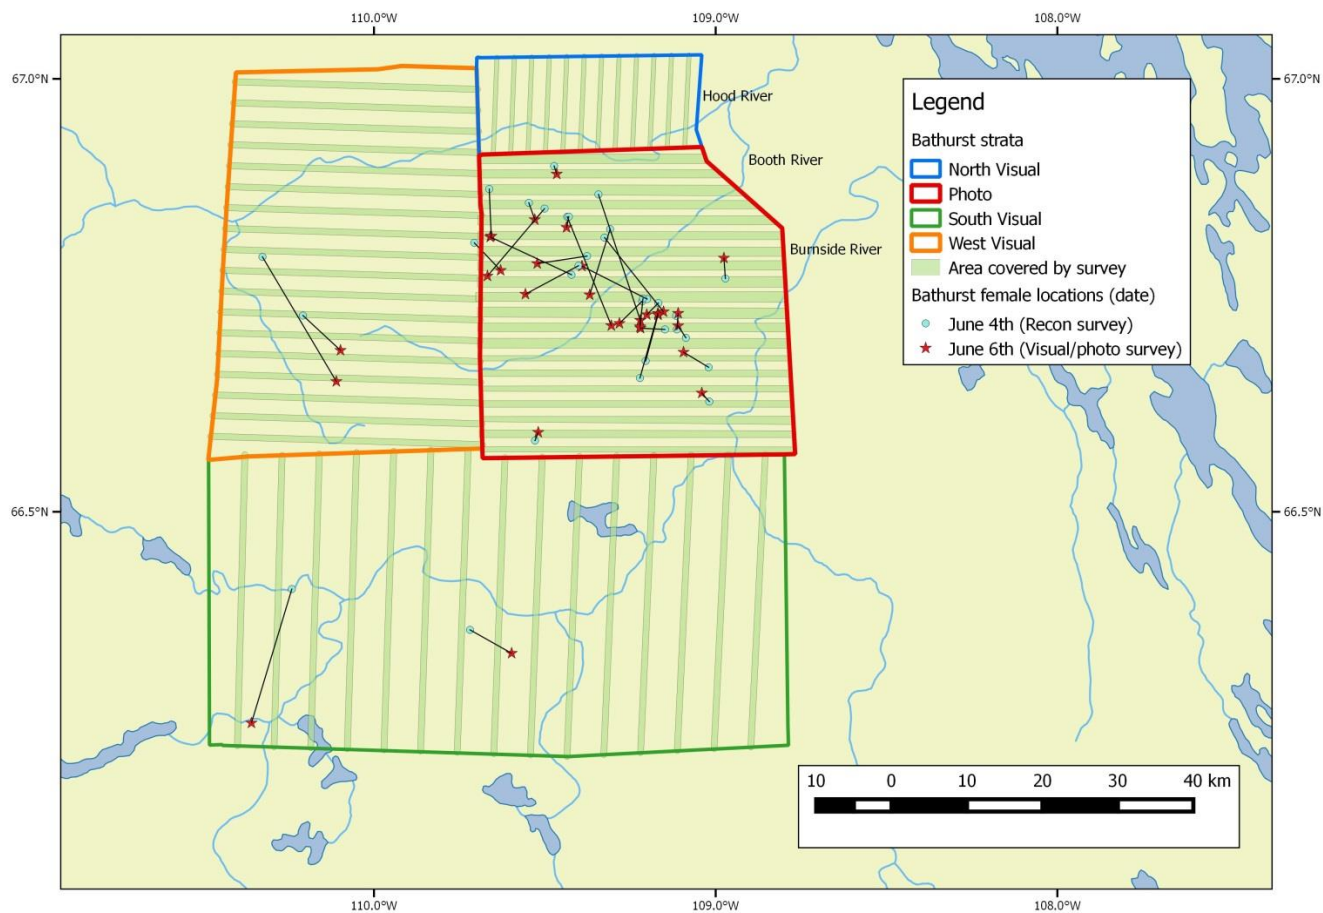 110.0°W 109.0°W 108.0°W
67.0°N 67.0°N
Hood River
Booth River
Burnside River
Legend
Bathurst strata
North Visual
Photo
South Visual
West Visual
Area covered by survey
Bathurst female locations (date)
June 4th (Recon survey)
June 6th (Visual/photo survey)
66.5°N 66.5°N
10 0 10 20 30 40 km
110.0°W 109.0°W 108.0°W